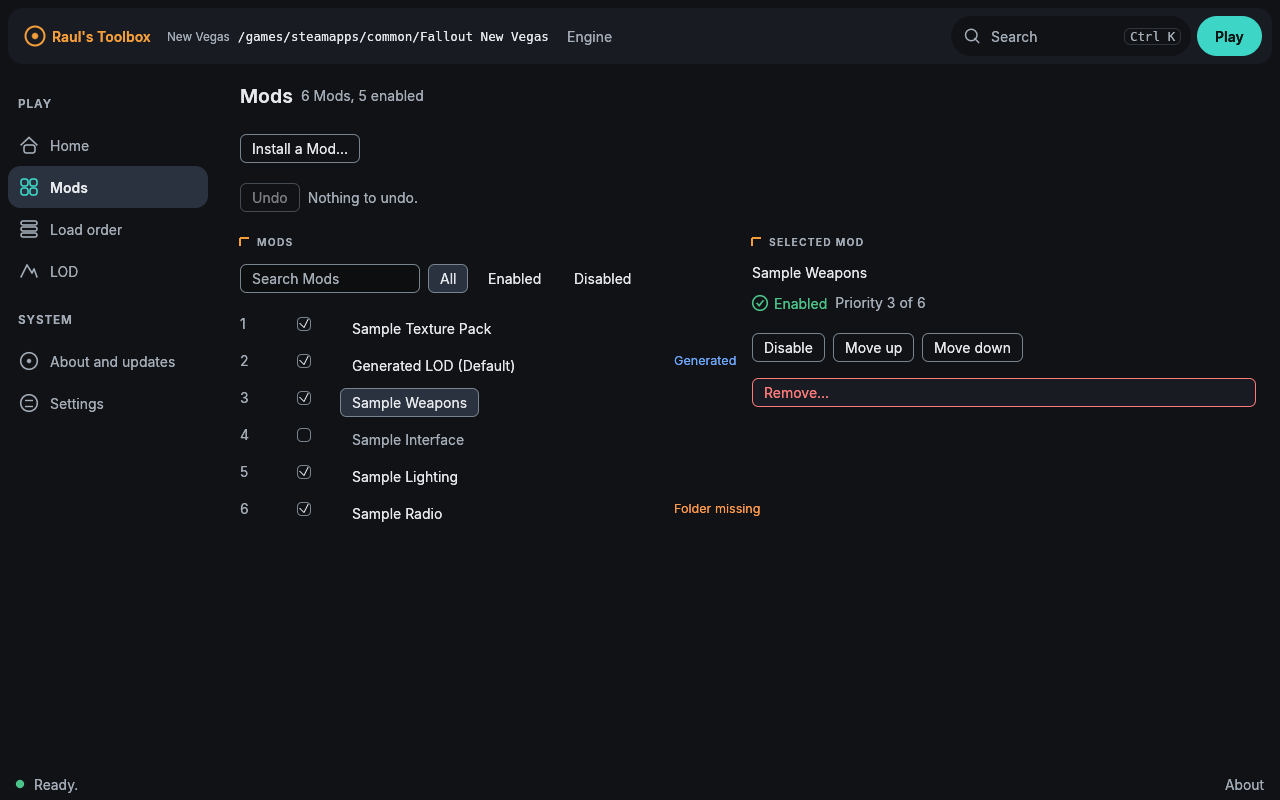 Raul's Toolbox New Vegas /games/steamapps/common/Fallout New Vegas Engine Search Ctrl K Play
PLAY
Home
Mods
Load order
LOD
SYSTEM
About and updates
Settings
Mods 6 Mods, 5 enabled
Install a Mod...
Undo Nothing to undo.
MODS
Search Mods All Enabled Disabled
1 Sample Texture Pack
2 Generated LOD (Default) Generated
3 Sample Weapons
4 Sample Interface
5 Sample Lighting
6 Sample Radio Folder missing
SELECTED MOD
Sample Weapons
Enabled Priority 3 of 6
Disable Move up Move down
Remove...
Ready. About